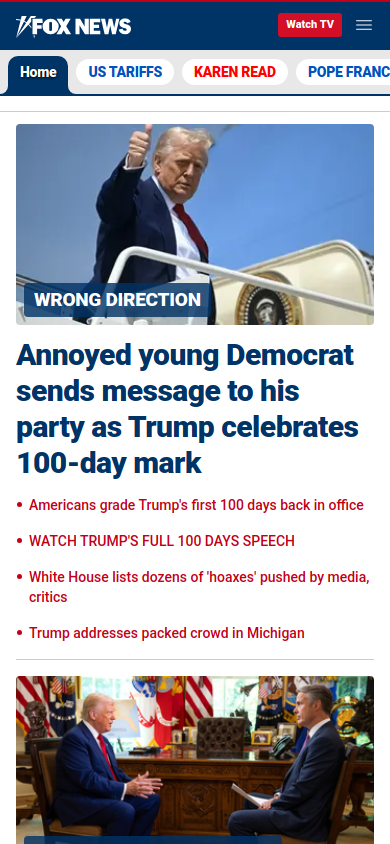 FOX NEWS
Watch TV
Home
US TARIFFS
KAREN READ
POPE FRANC
WRONG DIRECTION
Annoyed young Democrat
sends message to his
party as Trump celebrates
100-day mark
Americans grade Trump's first 100 days back in office
WATCH TRUMP'S FULL 100 DAYS SPEECH
White House lists dozens of 'hoaxes' pushed by media,
critics
Trump addresses packed crowd in Michigan